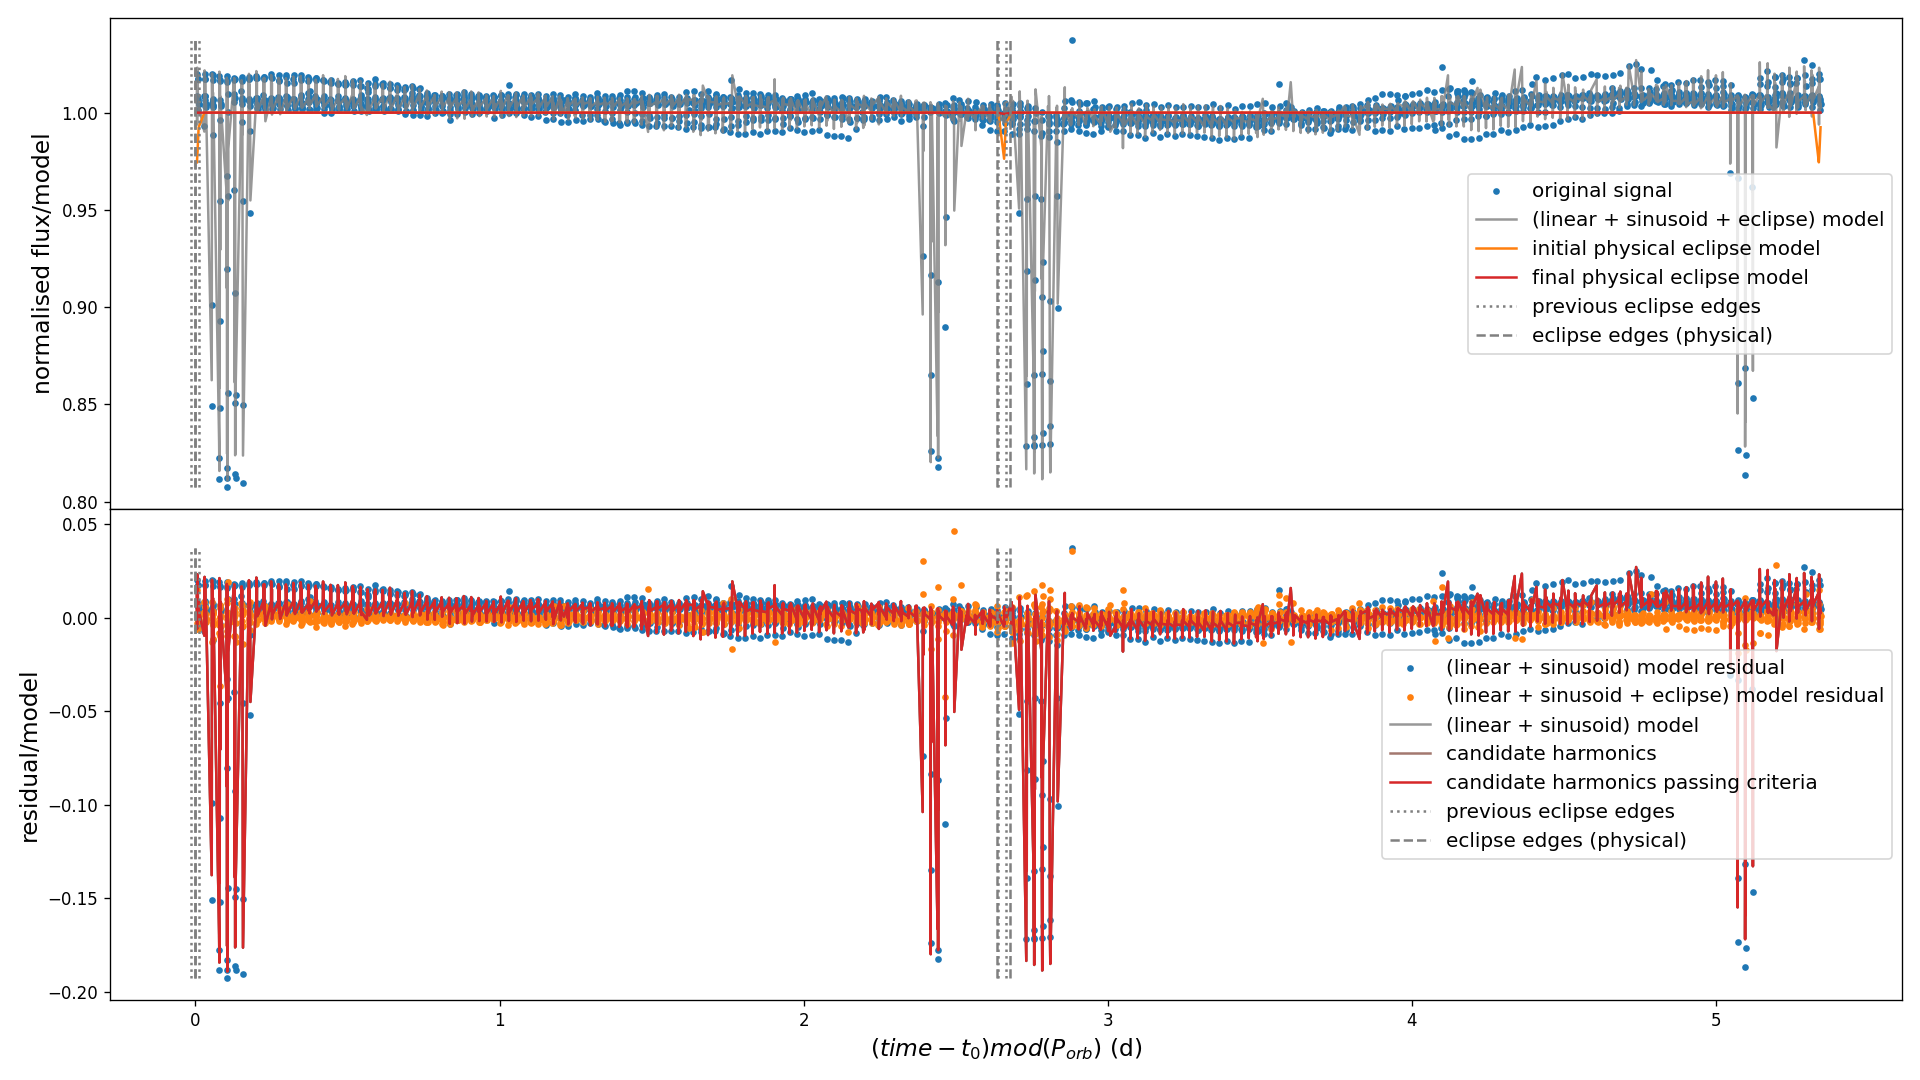 normalised flux/model
1.00
0.95
0.90
0.85
0.80
original signal
(linear + sinusoid + eclipse) model
initial physical eclipse model
final physical eclipse model
previous eclipse edges
eclipse edges (physical)
residual/model
0.05
0.00
−0.05
−0.10
−0.15
−0.20
(linear + sinusoid) model residual
(linear + sinusoid + eclipse) model residual
(linear + sinusoid) model
candidate harmonics
candidate harmonics passing criteria
previous eclipse edges
eclipse edges (physical)
0 1 2 3 4 5
(time − t₀)mod(P_orb) (d)